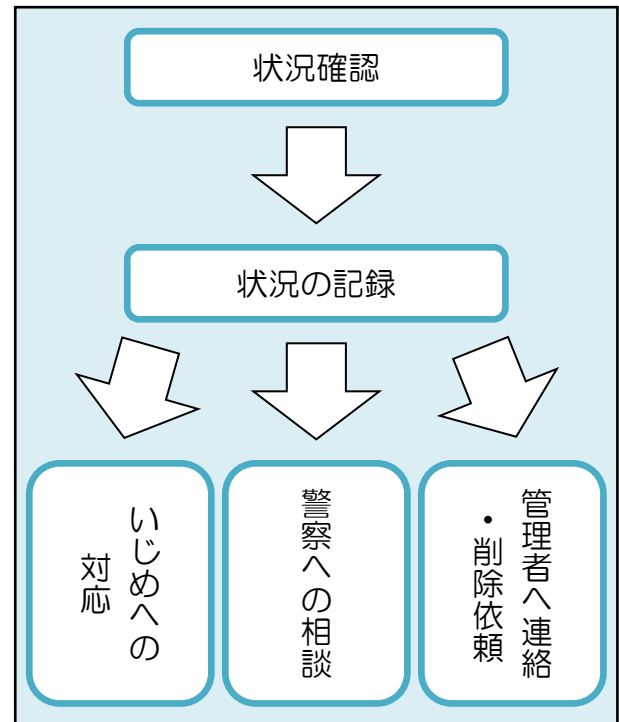 状況確認
状況の記録
いじめへの
対応
警察への相談
管理者へ連絡
・削除依頼